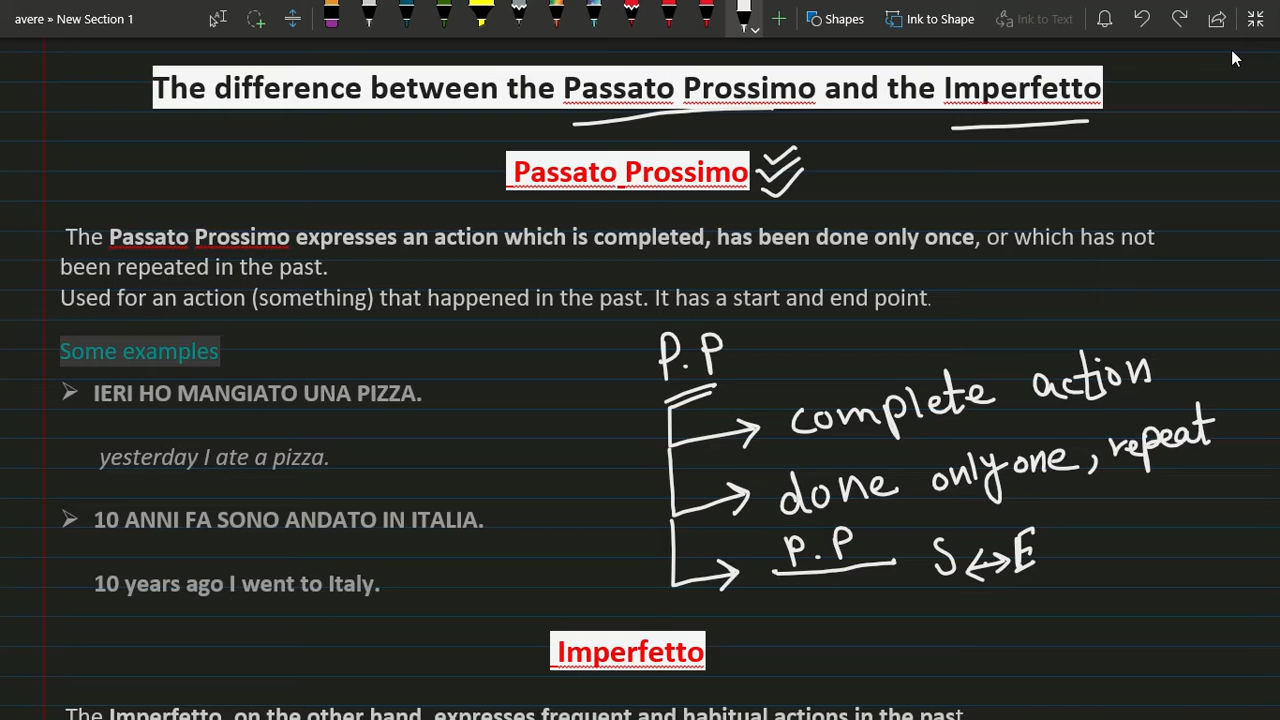 avere » New Section 1
Shapes
Ink to Shape
Ink to Text
The difference between the Passato Prossimo and the Imperfetto
Passato Prossimo
The Passato Prossimo expresses an action which is completed, has been done only once, or which has not
been repeated in the past.
Used for an action (something) that happened in the past. It has a start and end point.
Some examples
IERI HO MANGIATO UNA PIZZA.
yesterday I ate a pizza.
10 ANNI FA SONO ANDATO IN ITALIA.
10 years ago I went to Italy.
P.P
complete action
done only one, repeat
P.P S ↔ E
Imperfetto
The Imperfetto, on the other hand, expresses frequent and habitual actions in the past